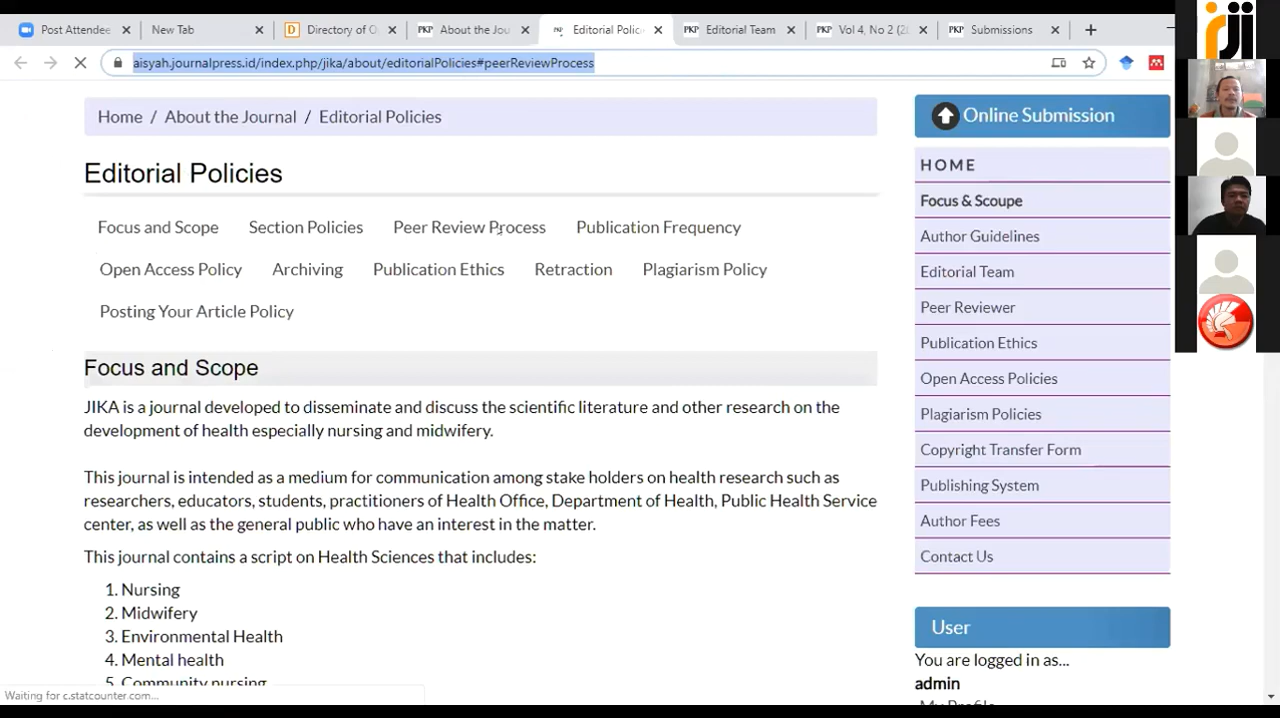 Post Attendee
New Tab
Directory of O
About the Jou
Editorial Polic
Editorial Team
Vol 4, No 2 (2
Submissions
aisyah.journalpress.id/index.php/jika/about/editorialPolicies#peerReviewProcess
Home / About the Journal / Editorial Policies
Editorial Policies
Focus and Scope Section Policies Peer Review Process Publication Frequency
Open Access Policy Archiving Publication Ethics Retraction Plagiarism Policy
Posting Your Article Policy
Focus and Scope
JIKA is a journal developed to disseminate and discuss the scientific literature and other research on the
development of health especially nursing and midwifery.
This journal is intended as a medium for communication among stake holders on health research such as
researchers, educators, students, practitioners of Health Office, Department of Health, Public Health Service
center, as well as the general public who have an interest in the matter.
This journal contains a script on Health Sciences that includes:
1. Nursing
2. Midwifery
3. Environmental Health
4. Mental health
5. Community nursing
Waiting for c.statcounter.com...
Online Submission
HOME
Focus & Scoupe
Author Guidelines
Editorial Team
Peer Reviewer
Publication Ethics
Open Access Policies
Plagiarism Policies
Copyright Transfer Form
Publishing System
Author Fees
Contact Us
User
You are logged in as...
admin
My Profile
rji